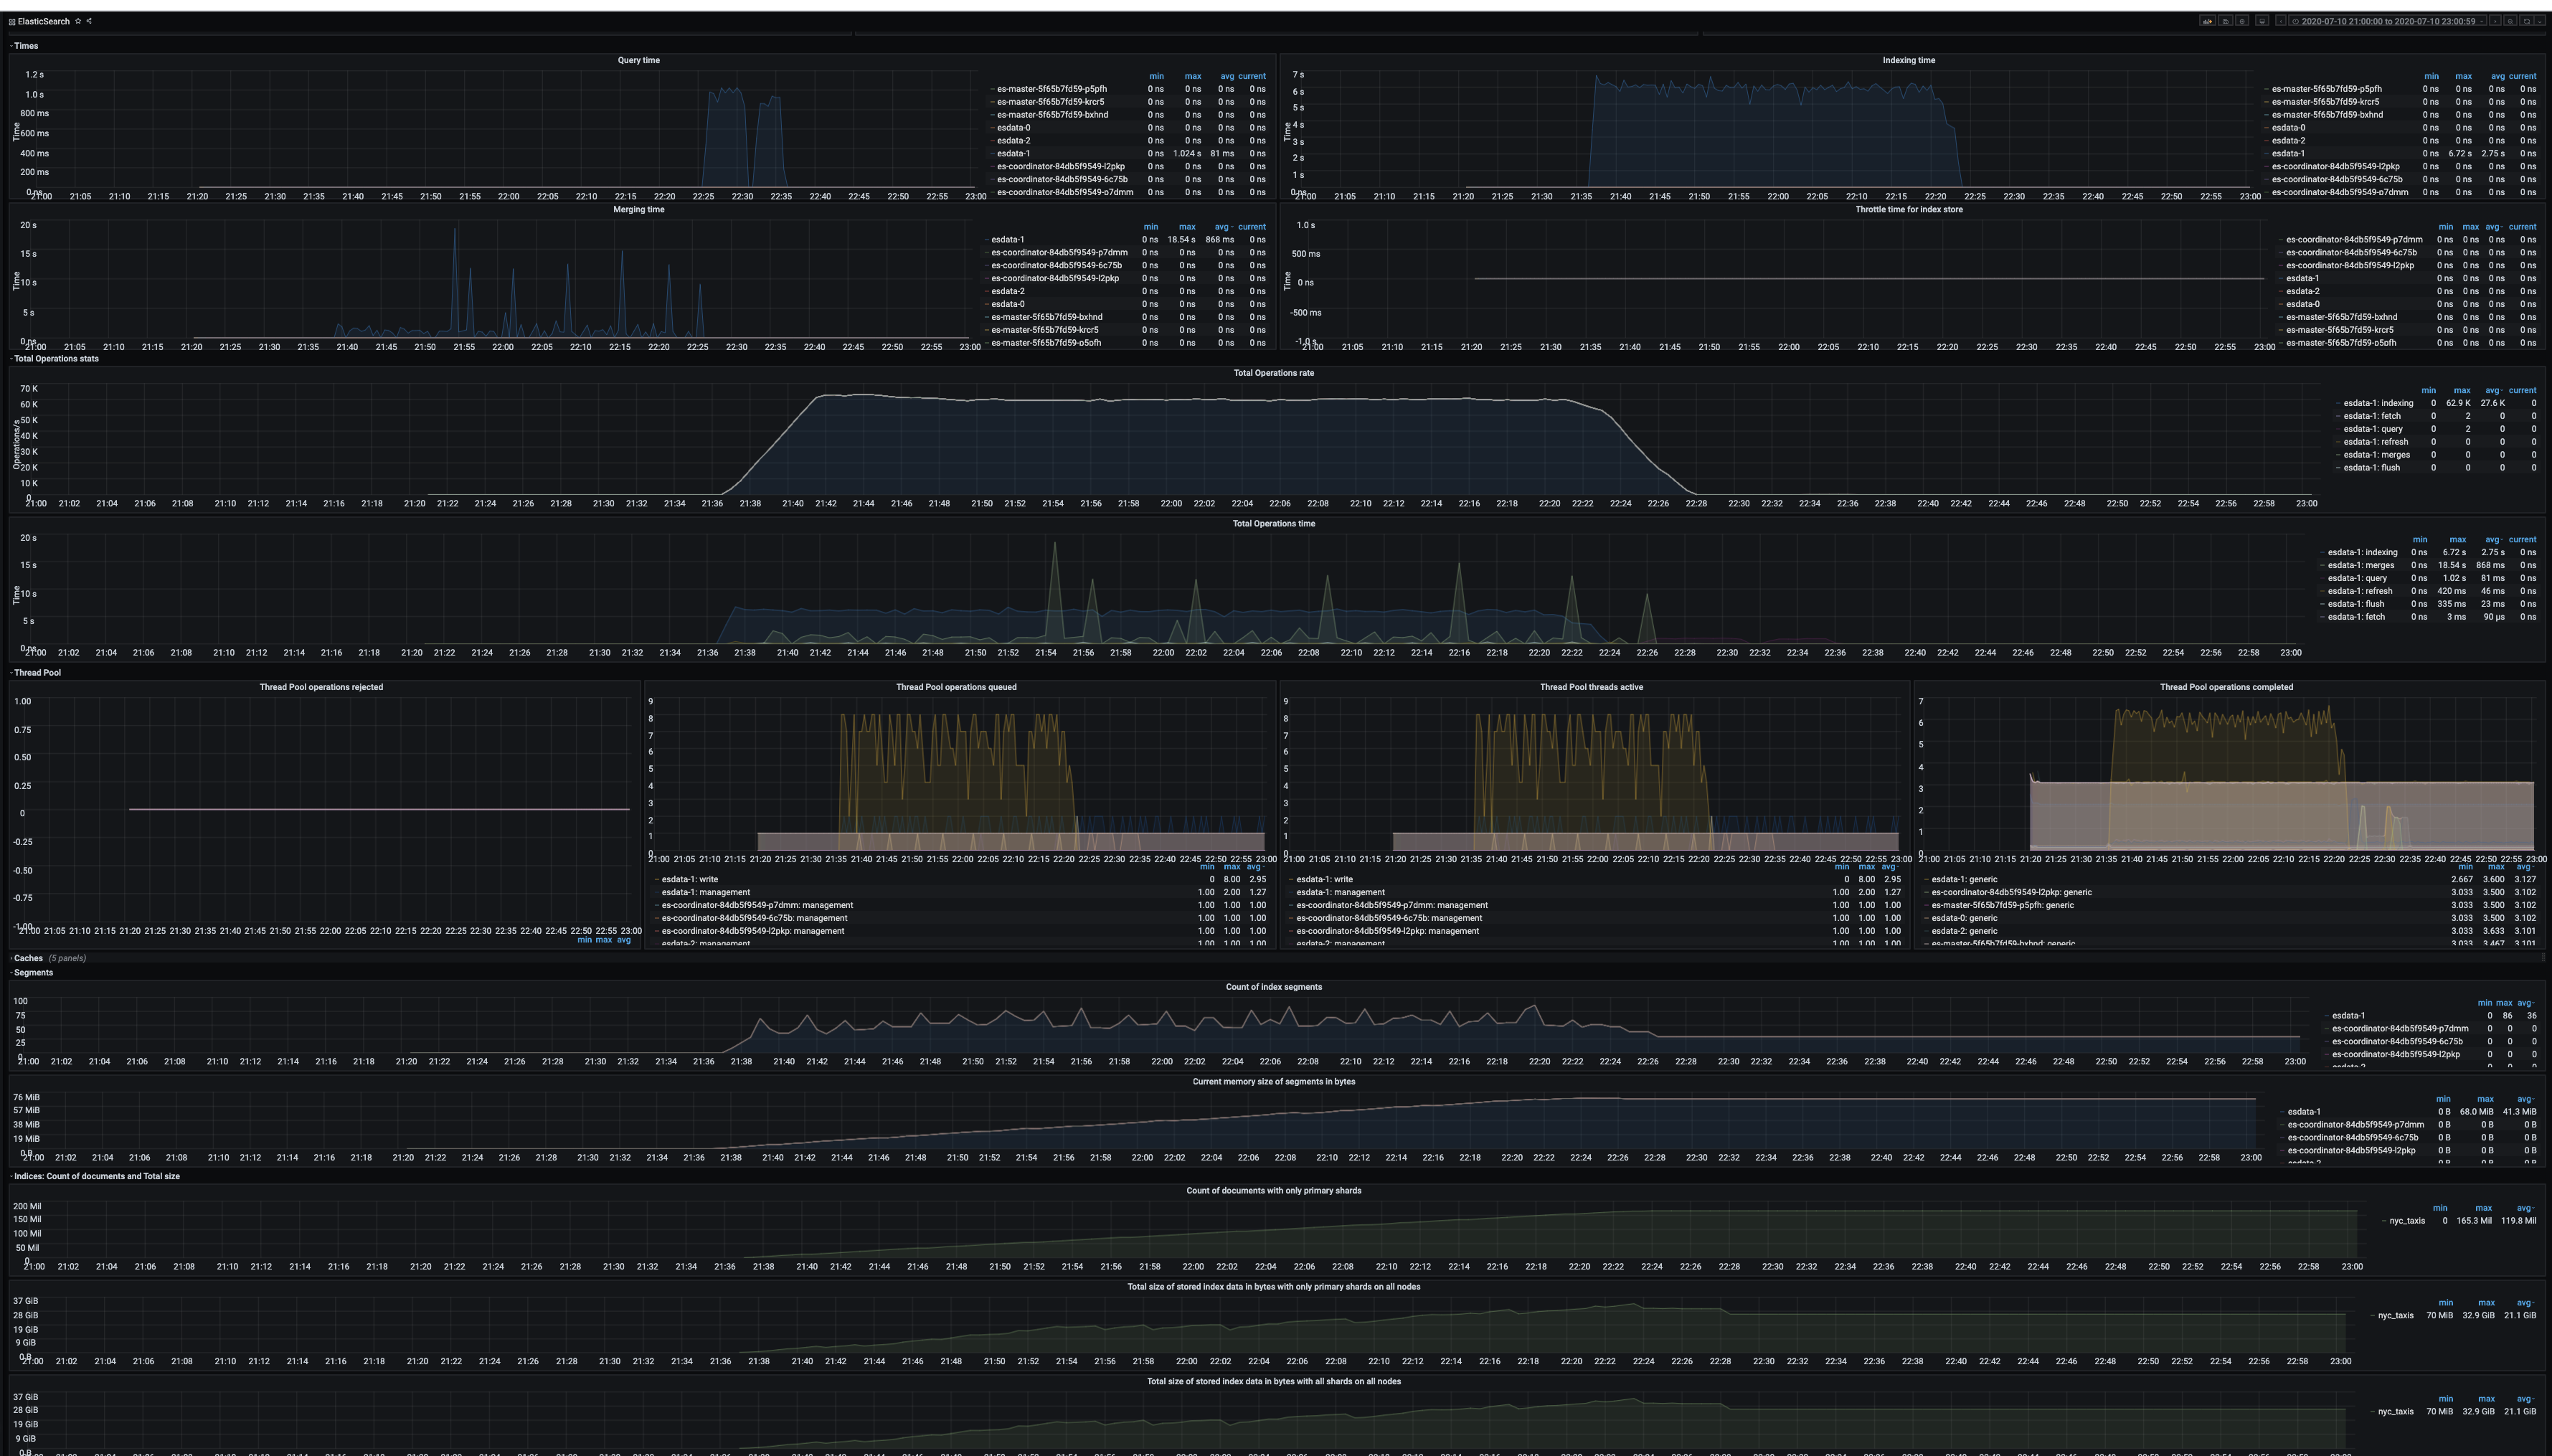 ElasticSearch
2020-07-10 21:00:00 to 2020-07-10 23:00:59
Times
Query time
1.2 s
1.0 s
800 ms
600 ms
400 ms
200 ms
0 ns
Time
21:00 21:05 21:10 21:15 21:20 21:25 21:30 21:35 21:40 21:45 21:50 21:55 22:00 22:05 22:10 22:15 22:20 22:25 22:30 22:35 22:40 22:45 22:50 22:55 23:00
min max avg current
es-master-5f65b7fd59-p5pfh 0 ns 0 ns 0 ns 0 ns
es-master-5f65b7fd59-krcr5 0 ns 0 ns 0 ns 0 ns
es-master-5f65b7fd59-bxhnd 0 ns 0 ns 0 ns 0 ns
esdata-0 0 ns 0 ns 0 ns 0 ns
esdata-2 0 ns 0 ns 0 ns 0 ns
esdata-1 0 ns 1.024 s 81 ms 0 ns
es-coordinator-84db5f9549-l2pkp 0 ns 0 ns 0 ns 0 ns
es-coordinator-84db5f9549-6c75b 0 ns 0 ns 0 ns 0 ns
es-coordinator-84db5f9549-p7dmm 0 ns 0 ns 0 ns 0 ns
Indexing time
7 s
6 s
5 s
4 s
3 s
2 s
1 s
0 ns
Time
21:00 21:05 21:10 21:15 21:20 21:25 21:30 21:35 21:40 21:45 21:50 21:55 22:00 22:05 22:10 22:15 22:20 22:25 22:30 22:35 22:40 22:45 22:50 22:55 23:00
min max avg current
es-master-5f65b7fd59-p5pfh 0 ns 0 ns 0 ns 0 ns
es-master-5f65b7fd59-krcr5 0 ns 0 ns 0 ns 0 ns
es-master-5f65b7fd59-bxhnd 0 ns 0 ns 0 ns 0 ns
esdata-0 0 ns 0 ns 0 ns 0 ns
esdata-2 0 ns 0 ns 0 ns 0 ns
esdata-1 0 ns 6.72 s 2.75 s 0 ns
es-coordinator-84db5f9549-l2pkp 0 ns 0 ns 0 ns 0 ns
es-coordinator-84db5f9549-6c75b 0 ns 0 ns 0 ns 0 ns
es-coordinator-84db5f9549-p7dmm 0 ns 0 ns 0 ns 0 ns
Merging time
20 s
15 s
10 s
5 s
0 ns
Time
21:00 21:05 21:10 21:15 21:20 21:25 21:30 21:35 21:40 21:45 21:50 21:55 22:00 22:05 22:10 22:15 22:20 22:25 22:30 22:35 22:40 22:45 22:50 22:55 23:00
min max avg current
esdata-1 0 ns 18.54 s 868 ms 0 ns
es-coordinator-84db5f9549-p7dmm 0 ns 0 ns 0 ns 0 ns
es-coordinator-84db5f9549-6c75b 0 ns 0 ns 0 ns 0 ns
es-coordinator-84db5f9549-l2pkp 0 ns 0 ns 0 ns 0 ns
esdata-2 0 ns 0 ns 0 ns 0 ns
esdata-0 0 ns 0 ns 0 ns 0 ns
es-master-5f65b7fd59-bxhnd 0 ns 0 ns 0 ns 0 ns
es-master-5f65b7fd59-krcr5 0 ns 0 ns 0 ns 0 ns
es-master-5f65b7fd59-p5pfh 0 ns 0 ns 0 ns 0 ns
Throttle time for index store
1.0 s
500 ms
0 ns
-500 ms
-1.0 s
Time
21:00 21:05 21:10 21:15 21:20 21:25 21:30 21:35 21:40 21:45 21:50 21:55 22:00 22:05 22:10 22:15 22:20 22:25 22:30 22:35 22:40 22:45 22:50 22:55 23:00
min max avg current
es-coordinator-84db5f9549-p7dmm 0 ns 0 ns 0 ns 0 ns
es-coordinator-84db5f9549-6c75b 0 ns 0 ns 0 ns 0 ns
es-coordinator-84db5f9549-l2pkp 0 ns 0 ns 0 ns 0 ns
esdata-1 0 ns 0 ns 0 ns 0 ns
esdata-2 0 ns 0 ns 0 ns 0 ns
esdata-0 0 ns 0 ns 0 ns 0 ns
es-master-5f65b7fd59-bxhnd 0 ns 0 ns 0 ns 0 ns
es-master-5f65b7fd59-krcr5 0 ns 0 ns 0 ns 0 ns
es-master-5f65b7fd59-p5pfh 0 ns 0 ns 0 ns 0 ns
Total Operations stats
Total Operations rate
70 K
60 K
50 K
40 K
30 K
20 K
10 K
0
Operations/s
21:00 21:02 21:04 21:06 21:08 21:10 21:12 21:14 21:16 21:18 21:20 21:22 21:24 21:26 21:28 21:30 21:32 21:34 21:36 21:38 21:40 21:42 21:44 21:46 21:48 21:50 21:52 21:54 21:56 21:58 22:00 22:02 22:04 22:06 22:08 22:10 22:12 22:14 22:16 22:18 22:20 22:22 22:24 22:26 22:28 22:30 22:32 22:34 22:36 22:38 22:40 22:42 22:44 22:46 22:48 22:50 22:52 22:54 22:56 22:58 23:00
min max avg current
esdata-1: indexing 0 62.9 K 27.6 K 0
esdata-1: fetch 0 2 0 0
esdata-1: query 0 2 0 0
esdata-1: refresh 0 0 0 0
esdata-1: merges 0 0 0 0
esdata-1: flush 0 0 0 0
Total Operations time
20 s
15 s
10 s
5 s
0 ns
Time
21:00 21:02 21:04 21:06 21:08 21:10 21:12 21:14 21:16 21:18 21:20 21:22 21:24 21:26 21:28 21:30 21:32 21:34 21:36 21:38 21:40 21:42 21:44 21:46 21:48 21:50 21:52 21:54 21:56 21:58 22:00 22:02 22:04 22:06 22:08 22:10 22:12 22:14 22:16 22:18 22:20 22:22 22:24 22:26 22:28 22:30 22:32 22:34 22:36 22:38 22:40 22:42 22:44 22:46 22:48 22:50 22:52 22:54 22:56 22:58 23:00
min max avg current
esdata-1: indexing 0 ns 6.72 s 2.75 s 0 ns
esdata-1: merges 0 ns 18.54 s 868 ms 0 ns
esdata-1: query 0 ns 1.02 s 81 ms 0 ns
esdata-1: refresh 0 ns 420 ms 46 ms 0 ns
esdata-1: flush 0 ns 335 ms 23 ms 0 ns
esdata-1: fetch 0 ns 3 ms 90 µs 0 ns
Thread Pool
Thread Pool operations rejected
1.00
0.75
0.50
0.25
0
-0.25
-0.50
-0.75
-1.00
21:00 21:05 21:10 21:15 21:20 21:25 21:30 21:35 21:40 21:45 21:50 21:55 22:00 22:05 22:10 22:15 22:20 22:25 22:30 22:35 22:40 22:45 22:50 22:55 23:00
min max avg
Thread Pool operations queued
9
8
7
6
5
4
3
2
1
0
21:00 21:05 21:10 21:15 21:20 21:25 21:30 21:35 21:40 21:45 21:50 21:55 22:00 22:05 22:10 22:15 22:20 22:25 22:30 22:35 22:40 22:45 22:50 22:55 23:00
min max avg
esdata-1: write 0 8.00 2.95
esdata-1: management 1.00 2.00 1.27
es-coordinator-84db5f9549-p7dmm: management 1.00 1.00 1.00
es-coordinator-84db5f9549-6c75b: management 1.00 1.00 1.00
es-coordinator-84db5f9549-l2pkp: management 1.00 1.00 1.00
esdata-2: management 1.00 1.00 1.00
Thread Pool threads active
9
8
7
6
5
4
3
2
1
0
21:00 21:05 21:10 21:15 21:20 21:25 21:30 21:35 21:40 21:45 21:50 21:55 22:00 22:05 22:10 22:15 22:20 22:25 22:30 22:35 22:40 22:45 22:50 22:55 23:00
min max avg
esdata-1: write 0 8.00 2.95
esdata-1: management 1.00 2.00 1.27
es-coordinator-84db5f9549-p7dmm: management 1.00 1.00 1.00
es-coordinator-84db5f9549-6c75b: management 1.00 1.00 1.00
es-coordinator-84db5f9549-l2pkp: management 1.00 1.00 1.00
esdata-2: management 1.00 1.00 1.00
Thread Pool operations completed
7
6
5
4
3
2
1
0
21:00 21:05 21:10 21:15 21:20 21:25 21:30 21:35 21:40 21:45 21:50 21:55 22:00 22:05 22:10 22:15 22:20 22:25 22:30 22:35 22:40 22:45 22:50 22:55 23:00
min max avg
esdata-1: generic 2.667 3.600 3.127
es-coordinator-84db5f9549-l2pkp: generic 3.033 3.500 3.102
es-master-5f65b7fd59-p5pfh: generic 3.033 3.500 3.102
esdata-0: generic 3.033 3.500 3.102
esdata-2: generic 3.033 3.633 3.101
es-master-5f65b7fd59-bxhnd: generic 3.033 3.467 3.101
Caches (5 panels)
Segments
Count of index segments
100
75
50
25
0
21:00 21:02 21:04 21:06 21:08 21:10 21:12 21:14 21:16 21:18 21:20 21:22 21:24 21:26 21:28 21:30 21:32 21:34 21:36 21:38 21:40 21:42 21:44 21:46 21:48 21:50 21:52 21:54 21:56 21:58 22:00 22:02 22:04 22:06 22:08 22:10 22:12 22:14 22:16 22:18 22:20 22:22 22:24 22:26 22:28 22:30 22:32 22:34 22:36 22:38 22:40 22:42 22:44 22:46 22:48 22:50 22:52 22:54 22:56 22:58 23:00
min max avg
esdata-1 0 86 36
es-coordinator-84db5f9549-p7dmm 0 0 0
es-coordinator-84db5f9549-6c75b 0 0 0
es-coordinator-84db5f9549-l2pkp 0 0 0
esdata-2 0 0 0
Current memory size of segments in bytes
76 MiB
57 MiB
38 MiB
19 MiB
0 B
21:00 21:02 21:04 21:06 21:08 21:10 21:12 21:14 21:16 21:18 21:20 21:22 21:24 21:26 21:28 21:30 21:32 21:34 21:36 21:38 21:40 21:42 21:44 21:46 21:48 21:50 21:52 21:54 21:56 21:58 22:00 22:02 22:04 22:06 22:08 22:10 22:12 22:14 22:16 22:18 22:20 22:22 22:24 22:26 22:28 22:30 22:32 22:34 22:36 22:38 22:40 22:42 22:44 22:46 22:48 22:50 22:52 22:54 22:56 22:58 23:00
min max avg
esdata-1 0 B 68.0 MiB 41.3 MiB
es-coordinator-84db5f9549-p7dmm 0 B 0 B 0 B
es-coordinator-84db5f9549-6c75b 0 B 0 B 0 B
es-coordinator-84db5f9549-l2pkp 0 B 0 B 0 B
esdata-2 0 B 0 B 0 B
Indices: Count of documents and Total size
Count of documents with only primary shards
200 Mil
150 Mil
100 Mil
50 Mil
0
21:00 21:02 21:04 21:06 21:08 21:10 21:12 21:14 21:16 21:18 21:20 21:22 21:24 21:26 21:28 21:30 21:32 21:34 21:36 21:38 21:40 21:42 21:44 21:46 21:48 21:50 21:52 21:54 21:56 21:58 22:00 22:02 22:04 22:06 22:08 22:10 22:12 22:14 22:16 22:18 22:20 22:22 22:24 22:26 22:28 22:30 22:32 22:34 22:36 22:38 22:40 22:42 22:44 22:46 22:48 22:50 22:52 22:54 22:56 22:58 23:00
min max avg
nyc_taxis 0 165.3 Mil 119.8 Mil
Total size of stored index data in bytes with only primary shards on all nodes
37 GiB
28 GiB
19 GiB
9 GiB
0 B
21:00 21:02 21:04 21:06 21:08 21:10 21:12 21:14 21:16 21:18 21:20 21:22 21:24 21:26 21:28 21:30 21:32 21:34 21:36 21:38 21:40 21:42 21:44 21:46 21:48 21:50 21:52 21:54 21:56 21:58 22:00 22:02 22:04 22:06 22:08 22:10 22:12 22:14 22:16 22:18 22:20 22:22 22:24 22:26 22:28 22:30 22:32 22:34 22:36 22:38 22:40 22:42 22:44 22:46 22:48 22:50 22:52 22:54 22:56 22:58 23:00
min max avg
nyc_taxis 70 MiB 32.9 GiB 21.1 GiB
Total size of stored index data in bytes with all shards on all nodes
37 GiB
28 GiB
19 GiB
9 GiB
0 B
min max avg
nyc_taxis 70 MiB 32.9 GiB 21.1 GiB